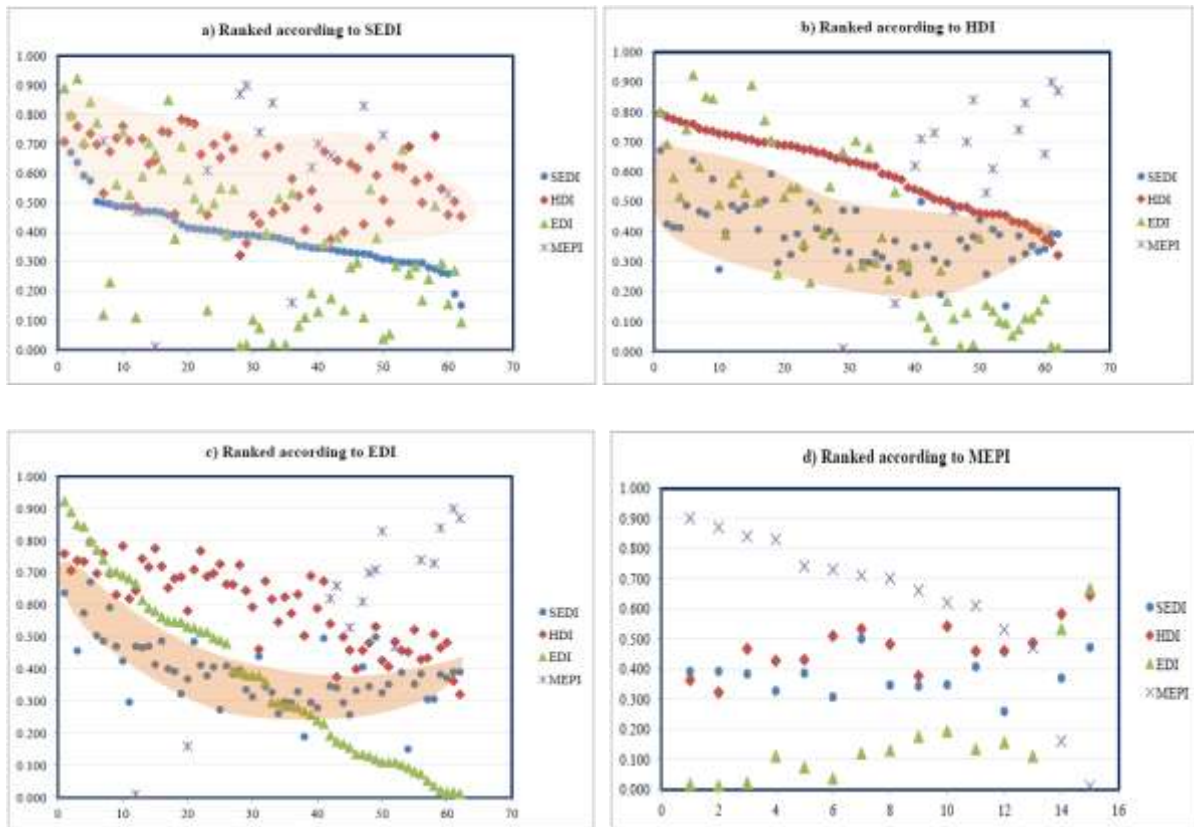 a) Ranked according to SEDI
1.000
0.900
0.800
0.700
0.600
0.500
0.400
0.300
0.200
0.100
0.000
0 10 20 30 40 50 60 70
SEDI
HDI
EDI
MEPI
b) Ranked according to HDI
1.000
0.900
0.800
0.700
0.600
0.500
0.400
0.300
0.200
0.100
0.000
0 10 20 30 40 50 60 70
SEDI
HDI
EDI
MEPI
c) Ranked according to EDI
1.000
0.900
0.800
0.700
0.600
0.500
0.400
0.300
0.200
0.100
0.000
0 10 20 30 40 50 60 70
SEDI
HDI
EDI
MEPI
d) Ranked according to MEPI
1.000
0.900
0.800
0.700
0.600
0.500
0.400
0.300
0.200
0.100
0.000
0 2 4 6 8 10 12 14 16
SEDI
HDI
EDI
MEPI